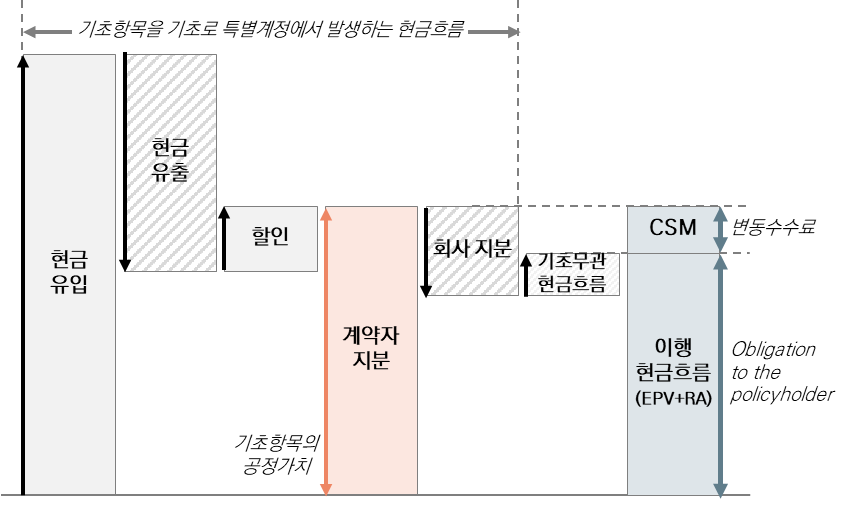 기초항목을 기초로 특별계정에서 발생하는 현금흐름
현금
유입
현금
유출
할인
기초항목의
공정가치
계약자
지분
회사 지분
기초무관
현금흐름
CSM
변동수수료
이행
현금흐름
(EPV+RA)
Obligation
to the
policyholder